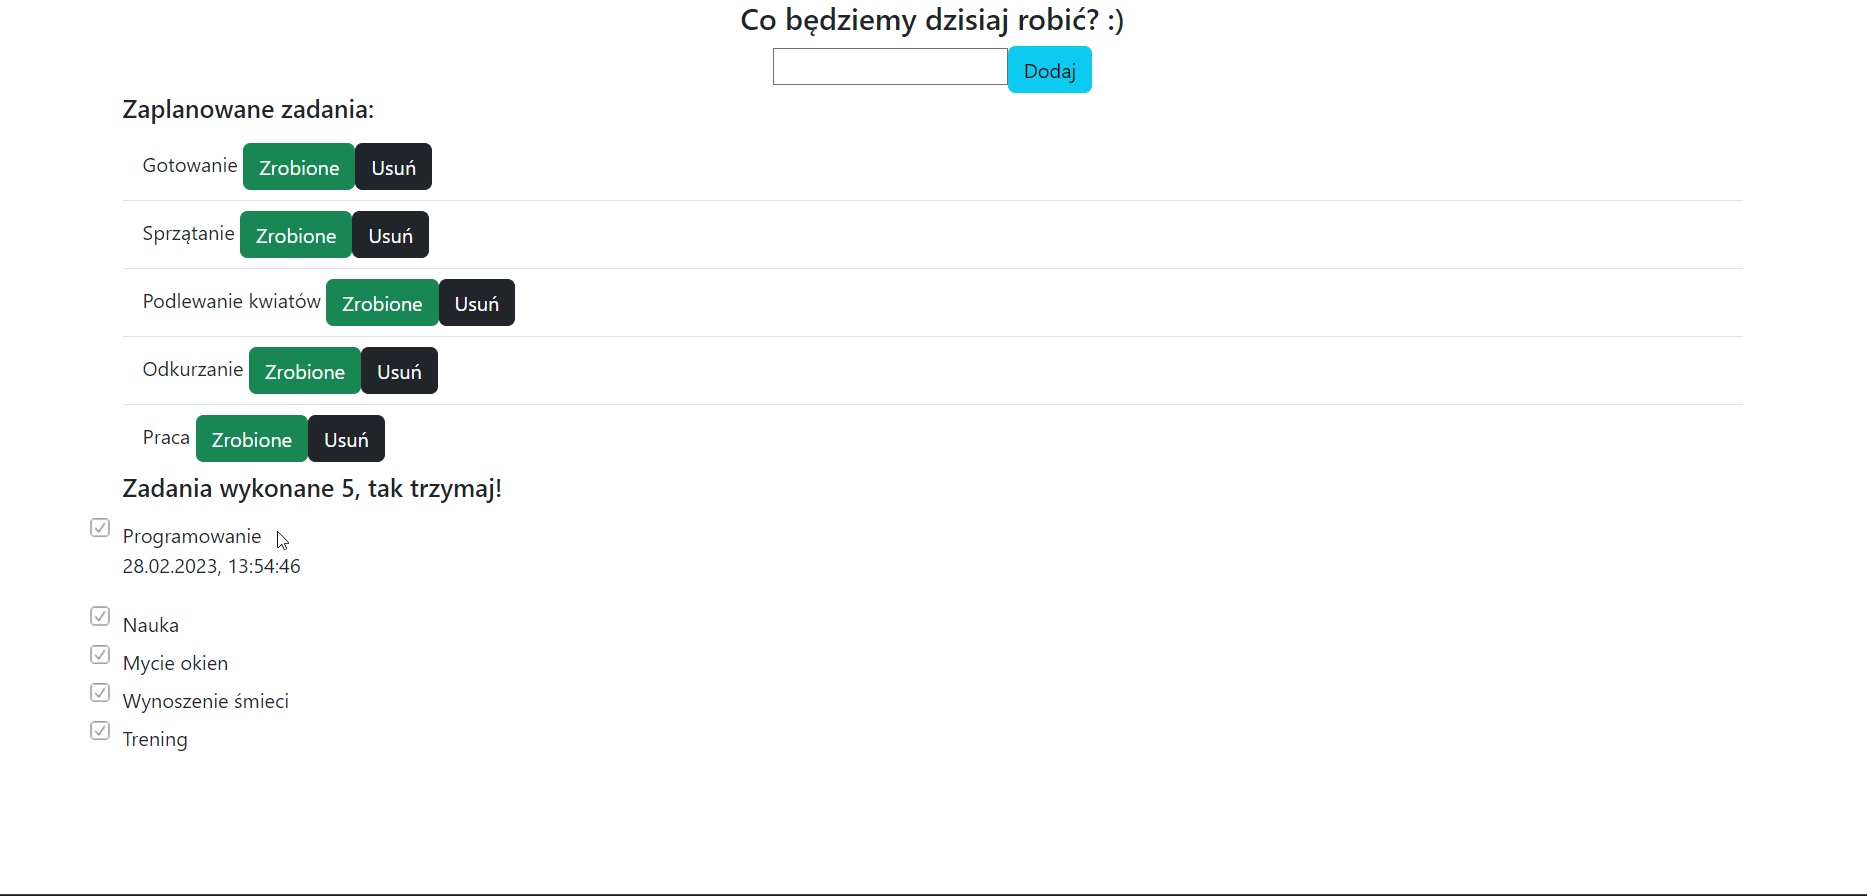 Co będziemy dzisiaj robić? :)
Dodaj
Zaplanowane zadania:
Gotowanie Zrobione Usuń
Sprzątanie Zrobione Usuń
Podlewanie kwiatów Zrobione Usuń
Odkurzanie Zrobione Usuń
Praca Zrobione Usuń
Zadania wykonane 5, tak trzymaj!
Programowanie
28.02.2023, 13:54:46
Nauka
Mycie okien
Wynoszenie śmieci
Trening